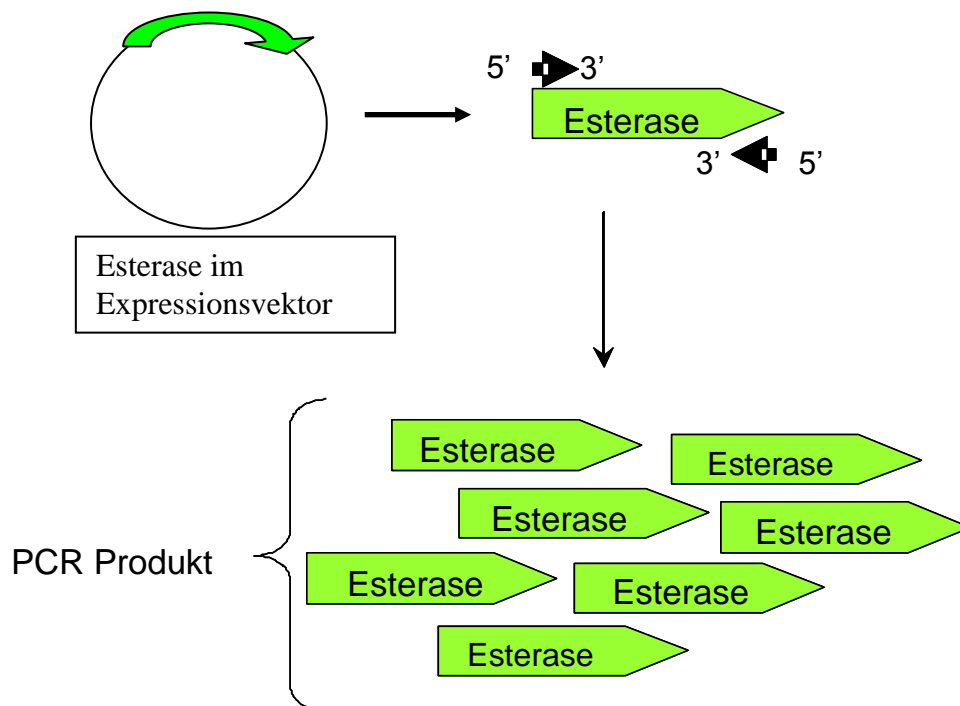 5’ 3’
Esterase
3’ 5’
Esterase im
Expressionsvektor
Esterase
Esterase
Esterase
Esterase
PCR Produkt
Esterase
Esterase
Esterase